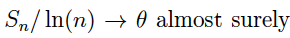 Sₙ/ ln(n) → θ almost surely